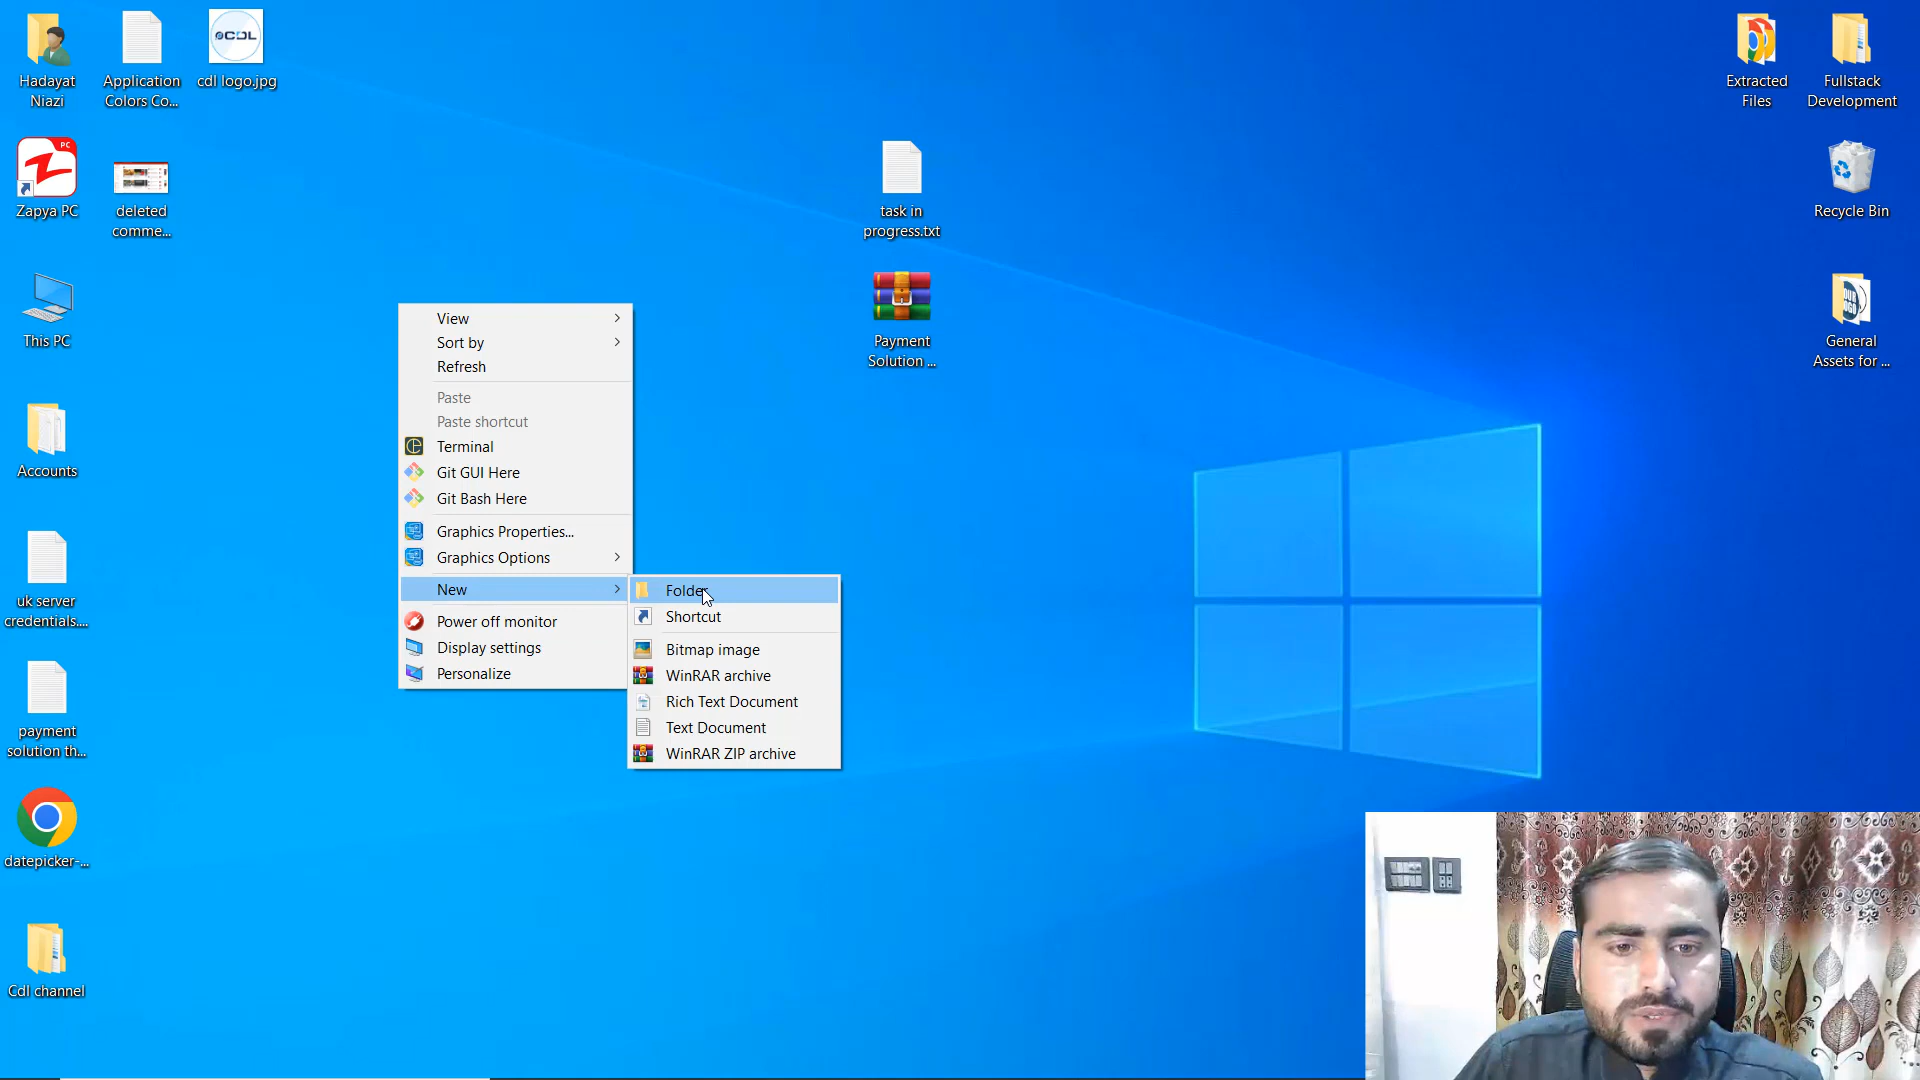 Hadayat
Niazi
Application
Colors Co...
CDL
cdl logo.jpg
PC
Zapya PC
deleted
comme...
This PC
Accounts
uk server
credentials....
payment
solution th...
datepicker-...
Cdl channel
task in
progress.txt
Payment
Solution ...
Extracted
Files
Fullstack
Development
Recycle Bin
OUR
General
Assets for ...
View
Sort by
Refresh
Paste
Paste shortcut
Terminal
Git GUI Here
Git Bash Here
Graphics Properties...
Graphics Options
New
Power off monitor
Display settings
Personalize
Folder
Shortcut
Bitmap image
WinRAR archive
Rich Text Document
Text Document
WinRAR ZIP archive